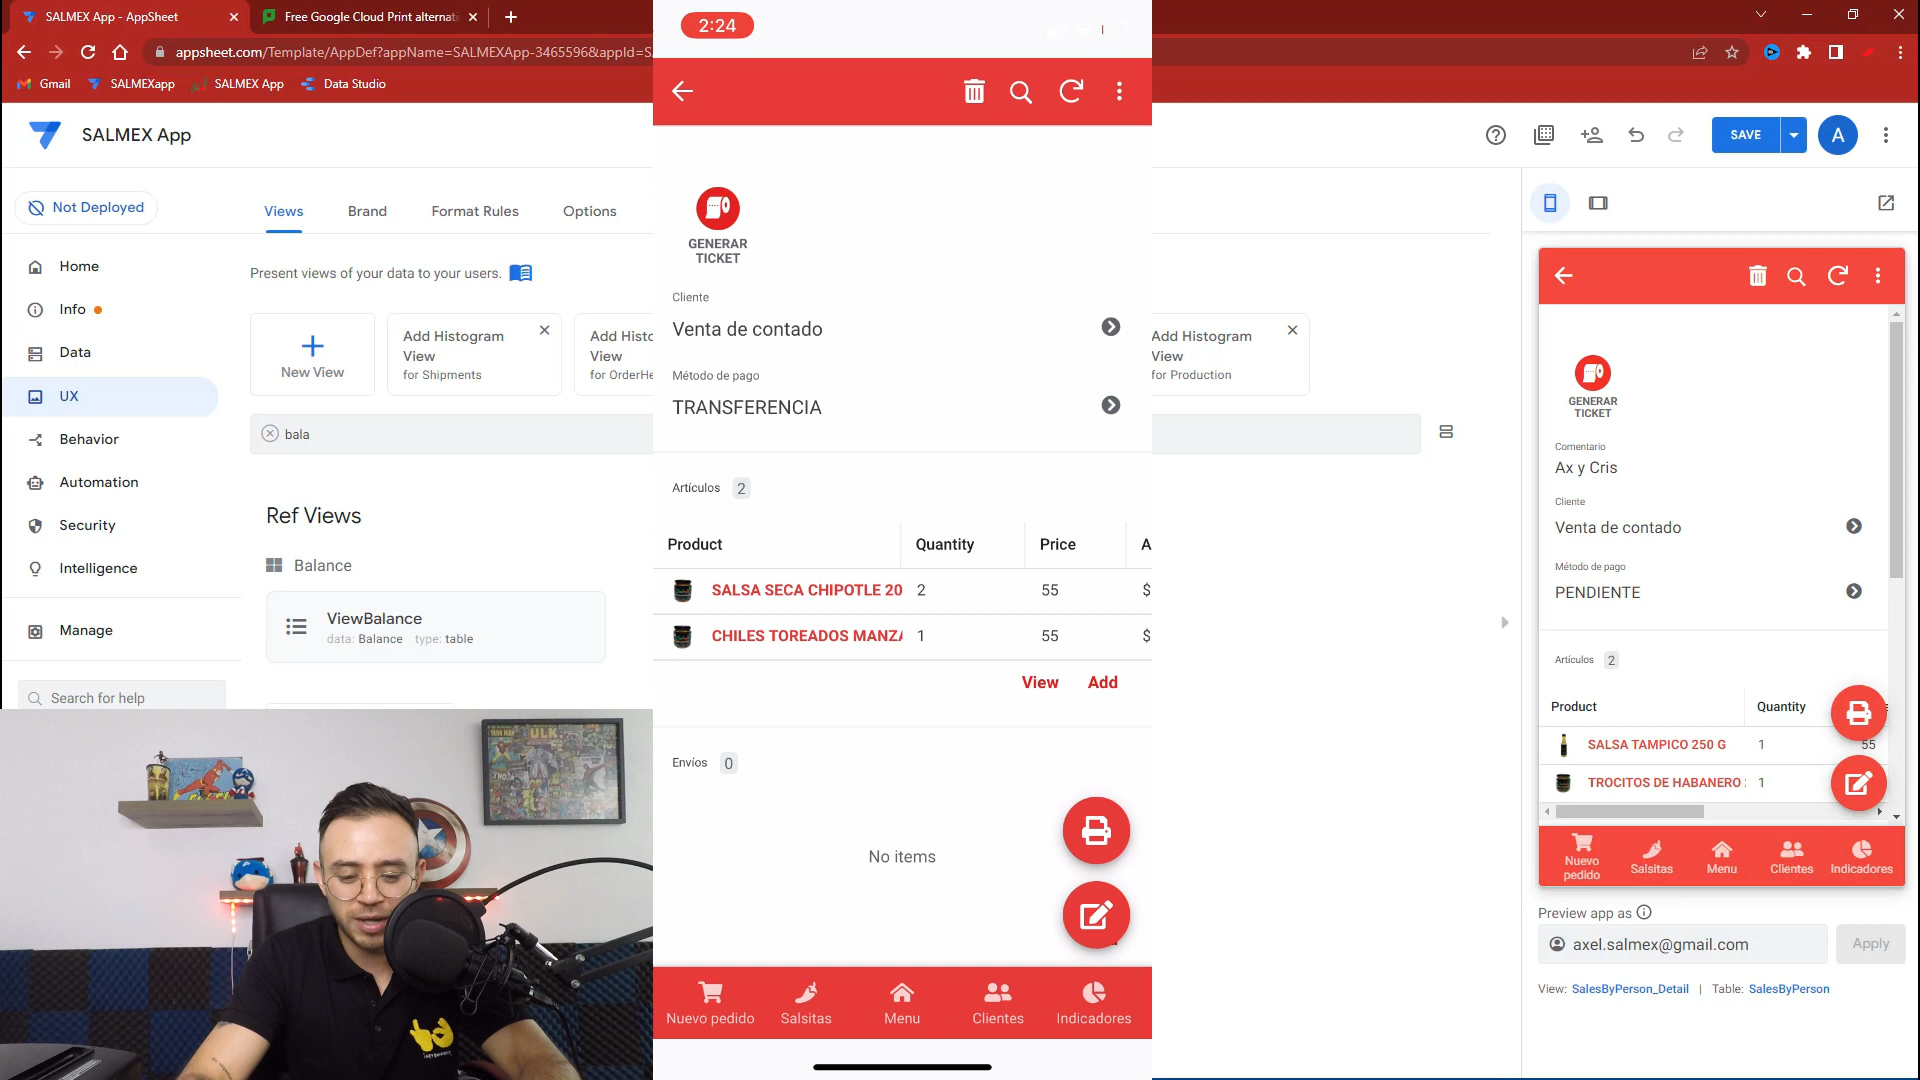 SALMEX App - AppSheet
Free Google Cloud Print alternati
appsheet.com/Template/AppDef?appName=SALMEXApp-3465596&appId=S
Gmail
SALMEXapp
SALMEX App
Data Studio
SALMEX App
SAVE
A
Not Deployed
Home
Info
Data
UX
Behavior
Automation
Security
Intelligence
Manage
Search for help
Views
Brand
Format Rules
Options
Present views of your data to your users.
New View
Add Histogram
View
for Shipments
Add Histo
View
for OrderHe
Add Histogram
View
for Production
bala
Ref Views
Balance
ViewBalance
data: Balance type: table
2:24
GENERAR
TICKET
Cliente
Venta de contado
Método de pago
TRANSFERENCIA
Artículos 2
Product Quantity Price A
SALSA SECA CHIPOTLE 20 2 55 $
CHILES TOREADOS MANZA 1 55 $
View Add
Envíos 0
No items
Nuevo pedido
Salsitas
Menu
Clientes
Indicadores
GENERAR
TICKET
Comentario
Ax y Cris
Cliente
Venta de contado
Método de pago
PENDIENTE
Artículos 2
Product Quantity
SALSA TAMPICO 250 G 1 55
TROCITOS DE HABANERO 1
Nuevo
pedido
Salsitas
Menu
Clientes
Indicadores
Preview app as
axel.salmex@gmail.com
Apply
View: SalesByPerson_Detail | Table: SalesByPerson
ULK